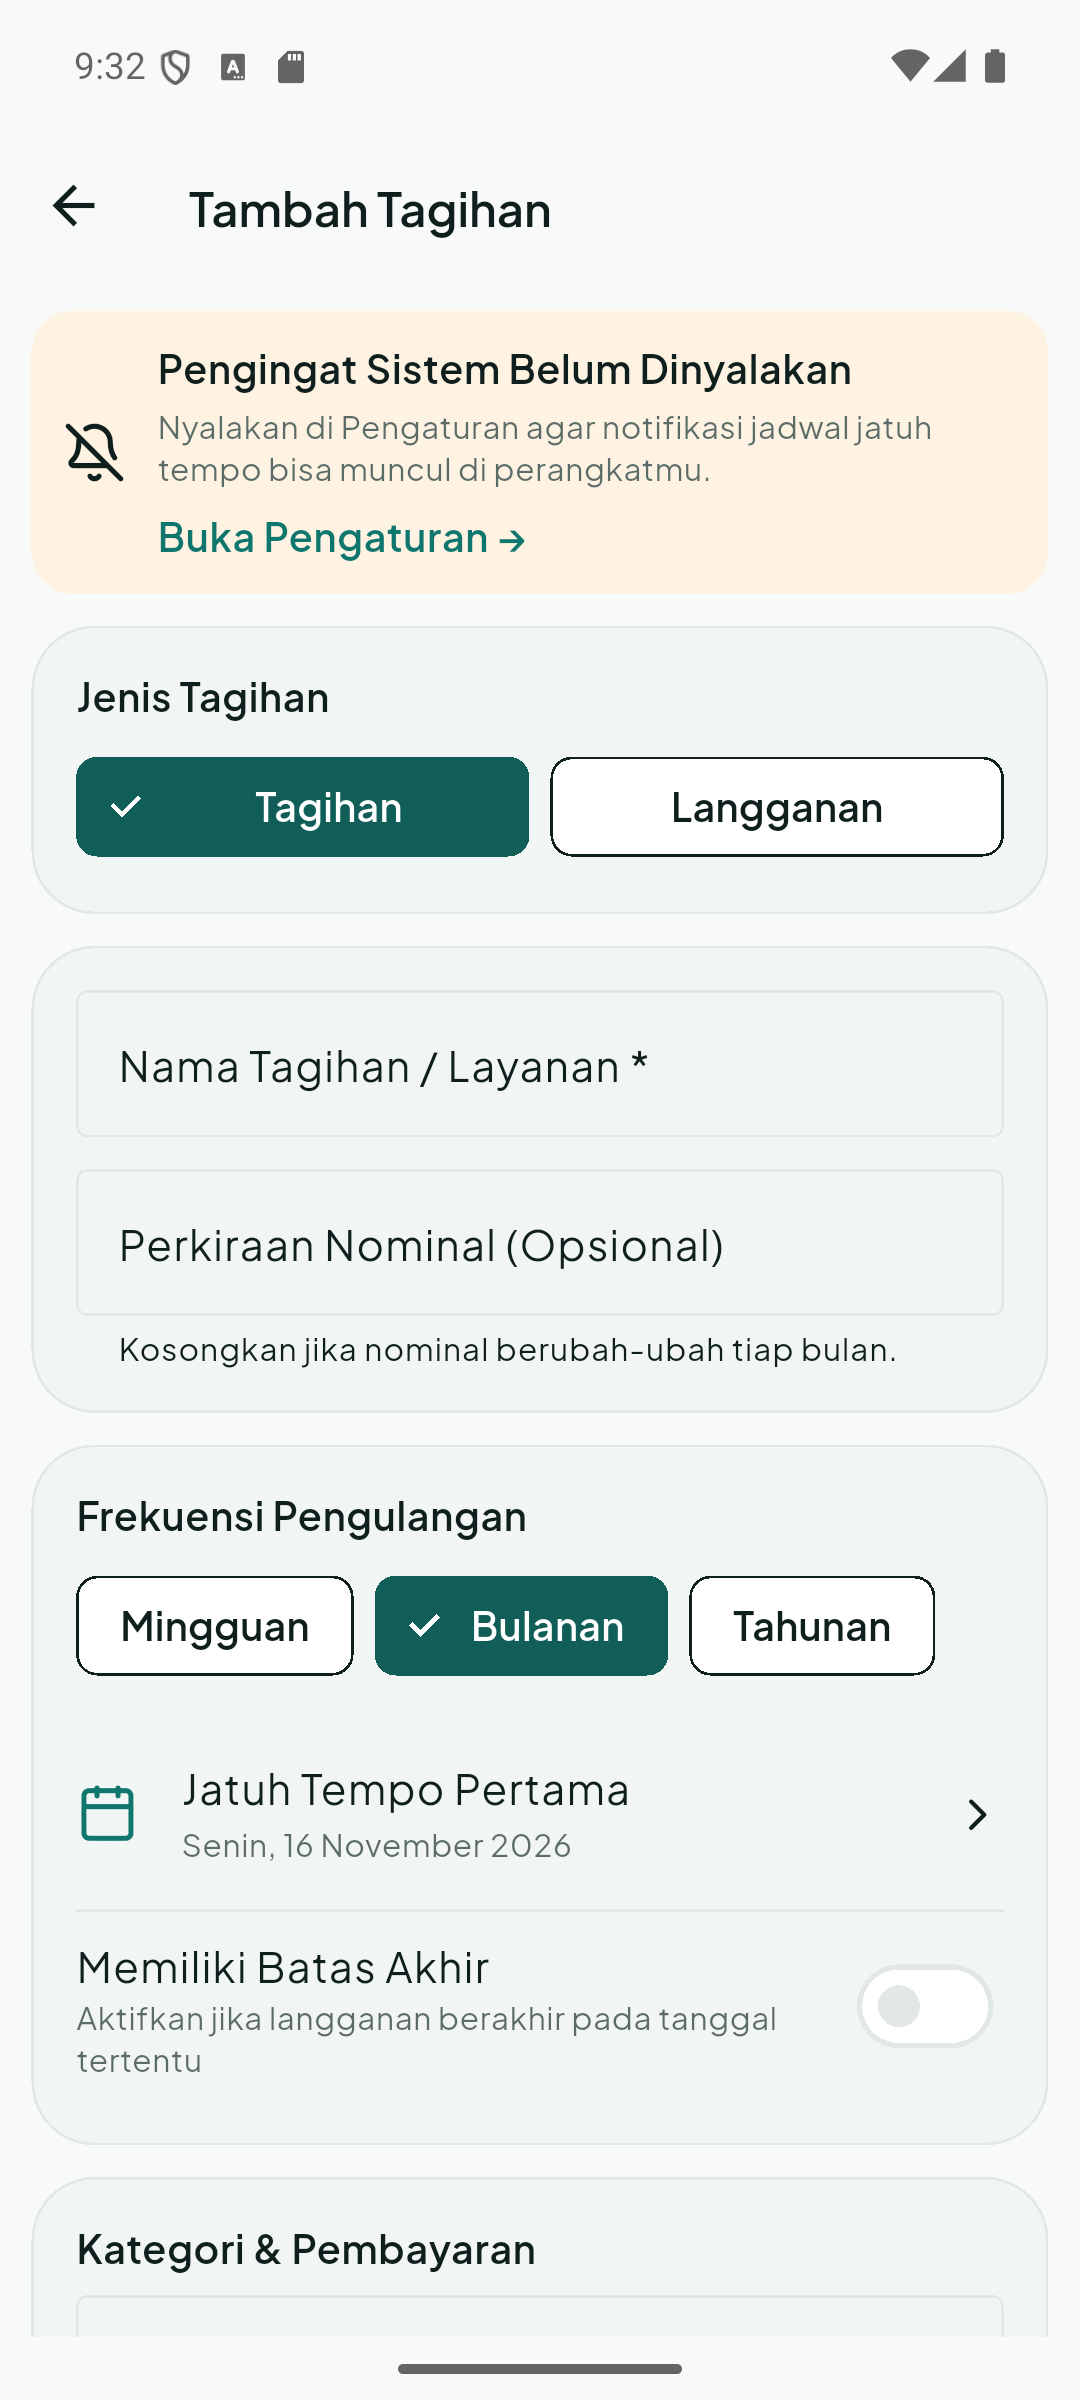 9:32
Tambah Tagihan
Pengingat Sistem Belum Dinyalakan
Nyalakan di Pengaturan agar notifikasi jadwal jatuh
tempo bisa muncul di perangkatmu.
Buka Pengaturan →
Jenis Tagihan
Tagihan
Langganan
Nama Tagihan / Layanan *
Perkiraan Nominal (Opsional)
Kosongkan jika nominal berubah-ubah tiap bulan.
Frekuensi Pengulangan
Mingguan
Bulanan
Tahunan
Jatuh Tempo Pertama
Senin, 16 November 2026
Memiliki Batas Akhir
Aktifkan jika langganan berakhir pada tanggal
tertentu
Kategori & Pembayaran